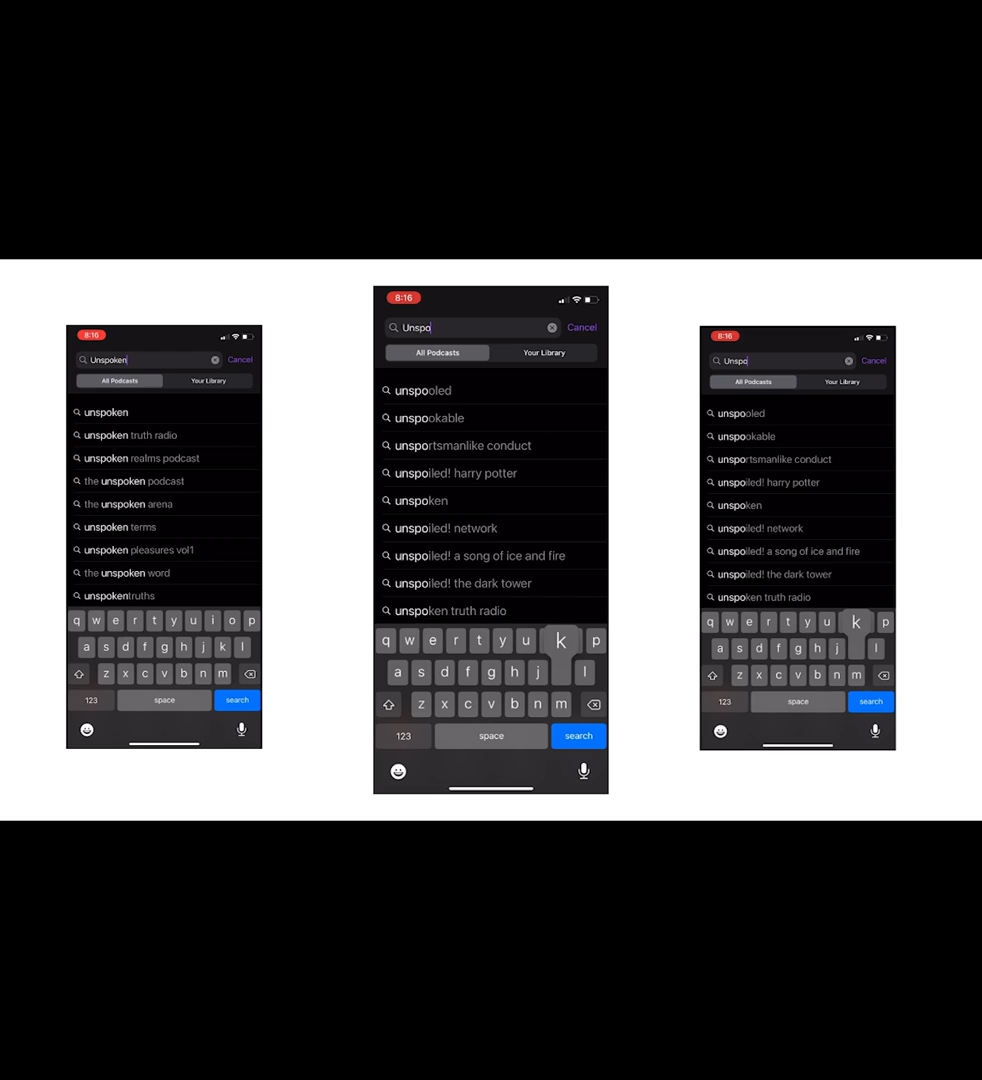 8:16
Unspoken
Cancel
All Podcasts
Your Library
unspoken
unspoken truth radio
unspoken realms podcast
the unspoken podcast
the unspoken arena
unspoken terms
unspoken pleasures vol1
the unspoken word
unspokentruths
q w e r t y u i o p
a s d f g h j k l
z x c v b n m
123
space
search
8:16
Unspo
Cancel
All Podcasts
Your Library
unspooled
unspookable
unsportsmanlike conduct
unspoiled! harry potter
unspoken
unspoiled! network
unspoiled! a song of ice and fire
unspoiled! the dark tower
unspoken truth radio
q w e r t y u k p
a s d f g h j l
z x c v b n m
123
space
search
8:16
Unspo
Cancel
All Podcasts
Your Library
unspooled
unspookable
unsportsmanlike conduct
unspoiled! harry potter
unspoken
unspoiled! network
unspoiled! a song of ice and fire
unspoiled! the dark tower
unspoken truth radio
q w e r t y u k p
a s d f g h j l
z x c v b n m
123
space
search